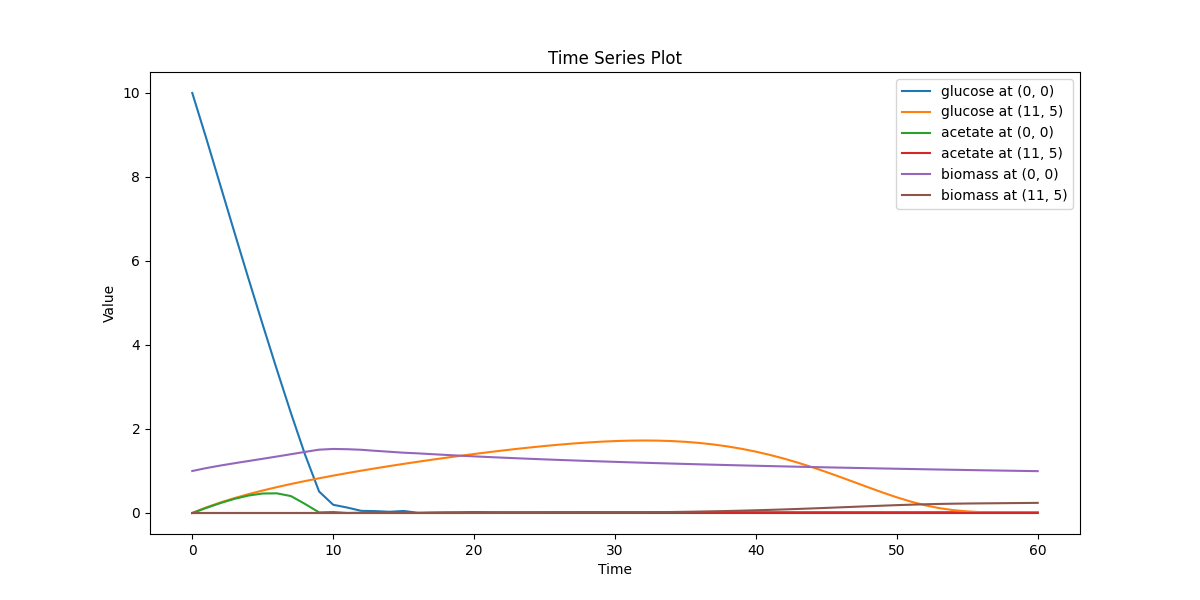 Time Series Plot
glucose at (0, 0)
glucose at (11, 5)
acetate at (0, 0)
acetate at (11, 5)
biomass at (0, 0)
biomass at (11, 5)
Value
10
8
6
4
2
0
0 10 20 30 40 50 60
Time